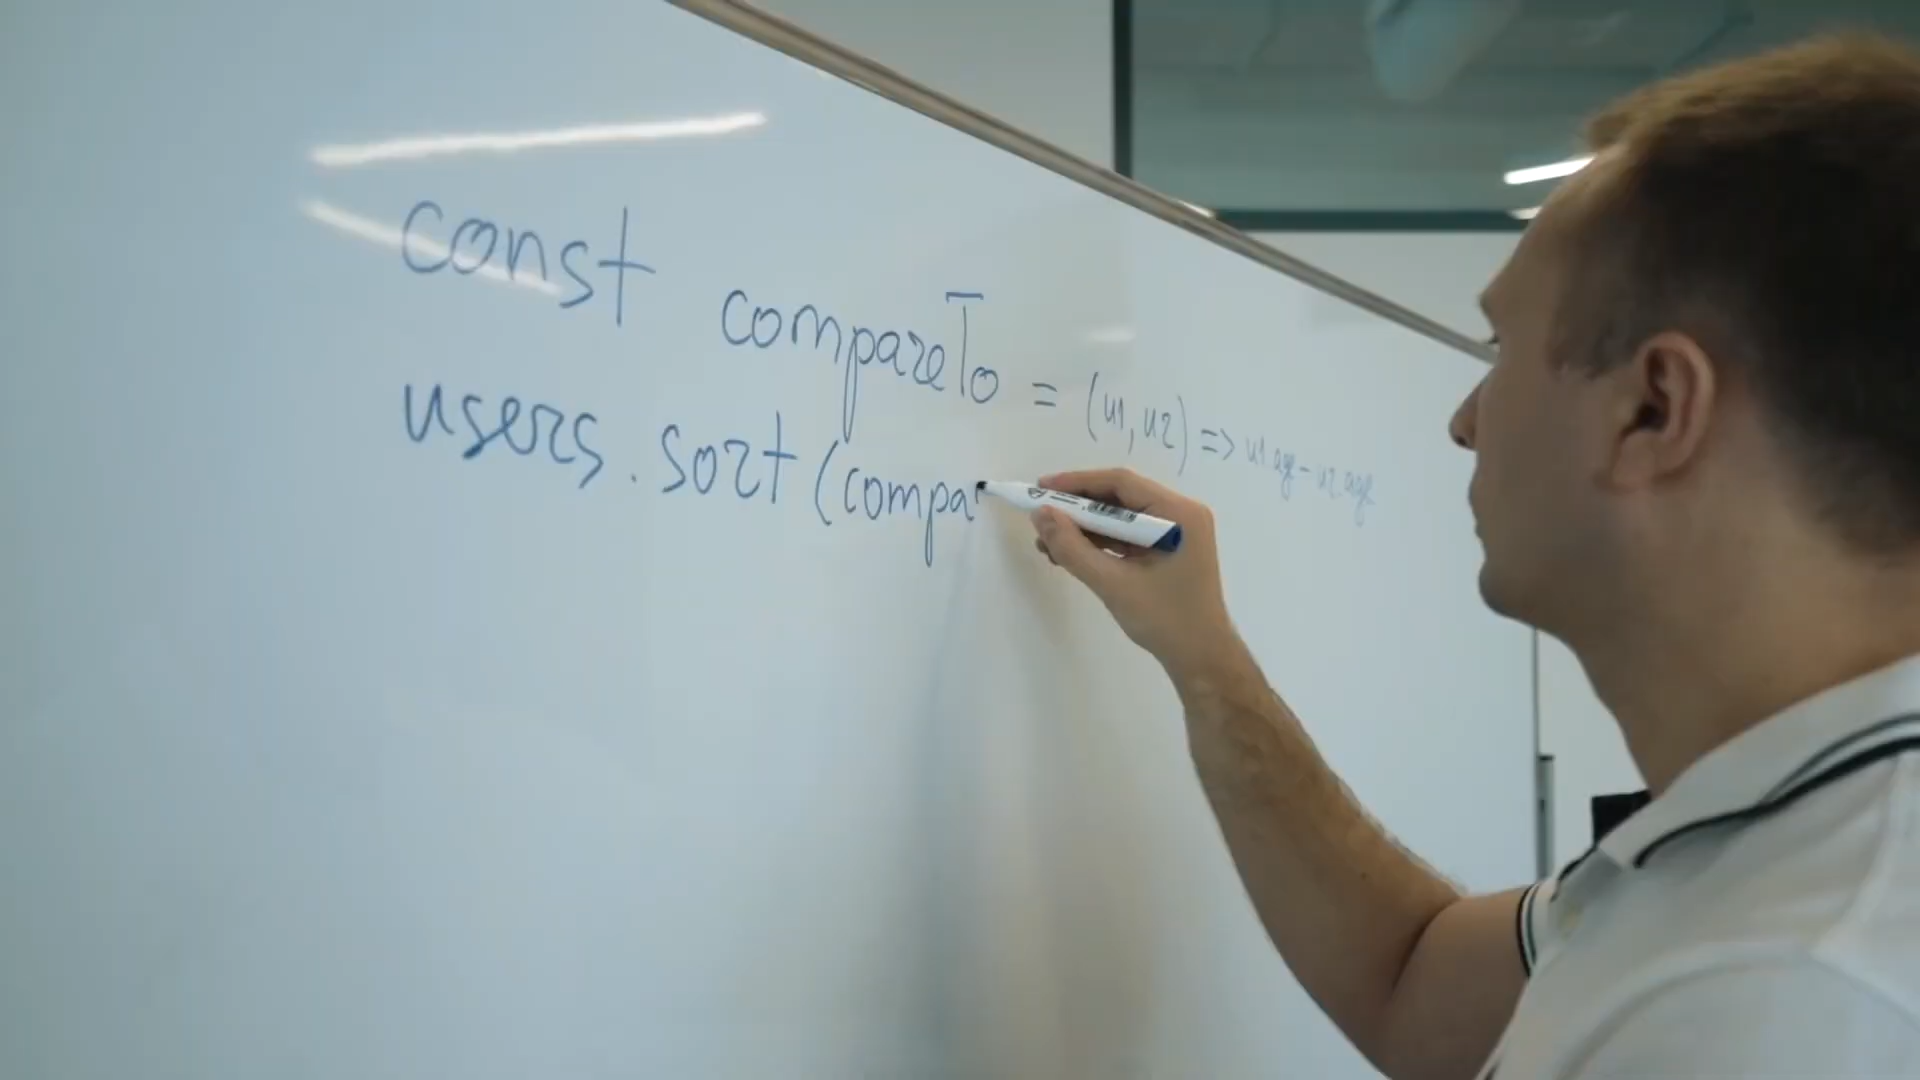 const compareTo = (u1, u2) => u1.age - u2.age
users.sort(compa